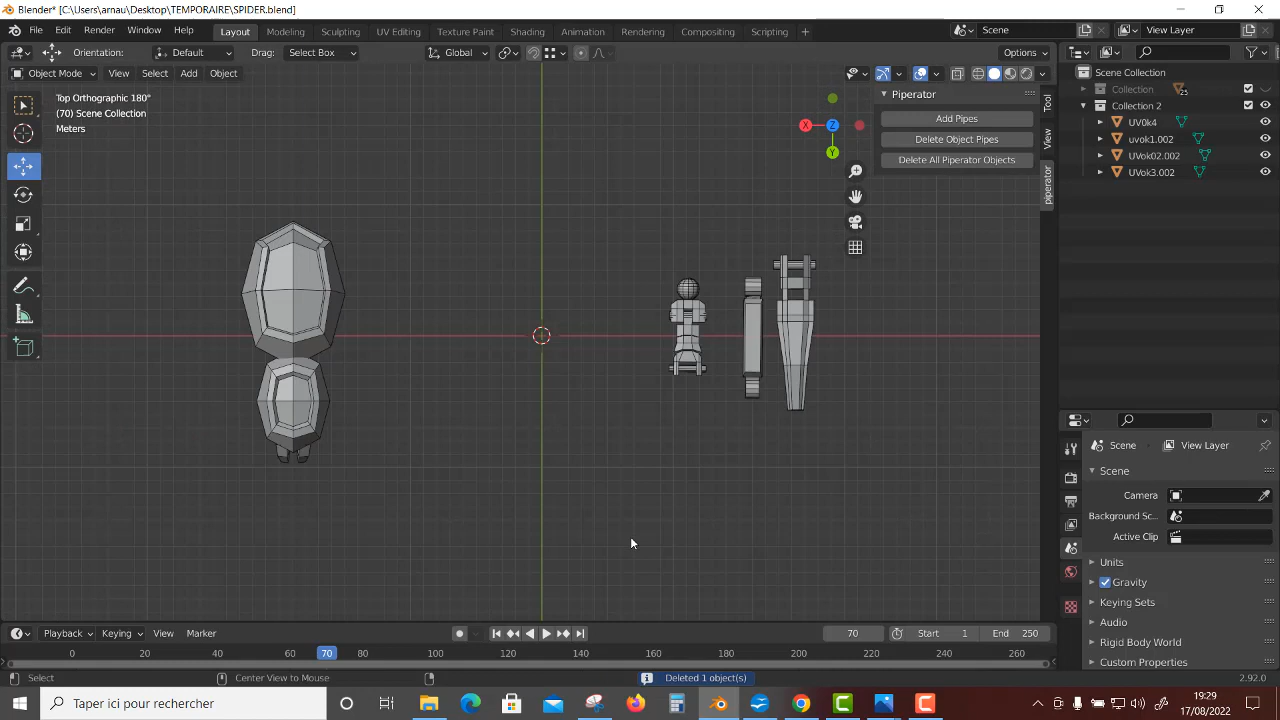 Blender* [C:\Users\arnau\Desktop\TEMPORAIRE\SPIDER.blend]
File Edit Render Window Help Layout Modeling Sculpting UV Editing Texture Paint Shading Animation Rendering Compositing Scripting + Scene View Layer
Orientation: Default Drag: Select Box Global Options
Object Mode View Select Add Object
Top Orthographic 180°
(70) Scene Collection
Meters
X Z Y
Piperator
Add Pipes
Delete Object Pipes
Delete All Piperator Objects
Tool
View
piperator
Scene Collection
Collection 25
Collection 2
UV0k4
uvok1.002
UVok02.002
UVok3.002
Scene View Layer
Scene
Camera
Background Sc...
Active Clip
Units
Gravity
Keying Sets
Audio
Rigid Body World
Custom Properties
Playback Keying View Marker 70 Start 1 End 250
0 20 40 60 70 80 100 120 140 160 180 200 220 240 260
Select Center View to Mouse Deleted 1 object(s) 2.92.0
Taper ici pour rechercher
19:29
17/08/2022